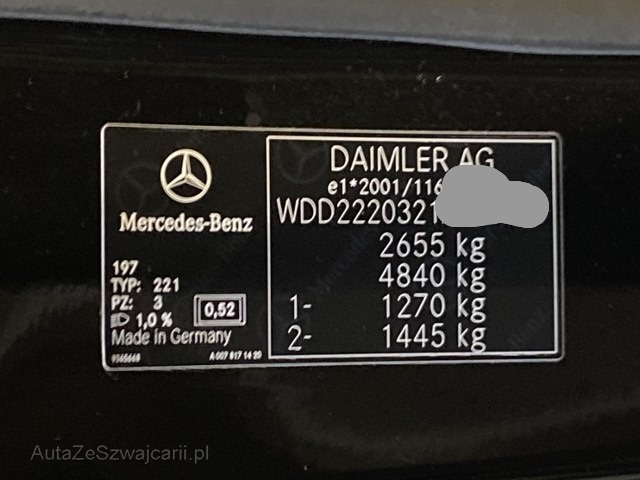 Mercedes-Benz
197
TYP: 221
PZ: 3
1,0 %
0,52
Made in Germany
DAIMLER AG
e1*2001/116
WDD2220321
2655 kg
4840 kg
1- 1270 kg
2- 1445 kg
A 007 817 14 20
AutaZeSzwajcarii.pl